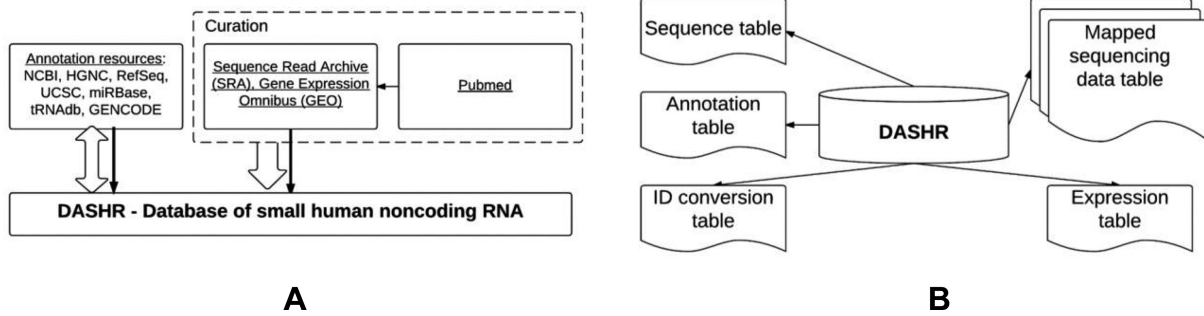 Curation
Annotation resources:
NCBI, HGNC, RefSeq,
UCSC, miRBase,
tRNAdb, GENCODE
Sequence Read Archive
(SRA), Gene Expression
Omnibus (GEO)
Pubmed
DASHR - Database of small human noncoding RNA
A
Sequence table
Annotation
table
ID conversion
table
DASHR
Mapped
sequencing
data table
Expression
table
B